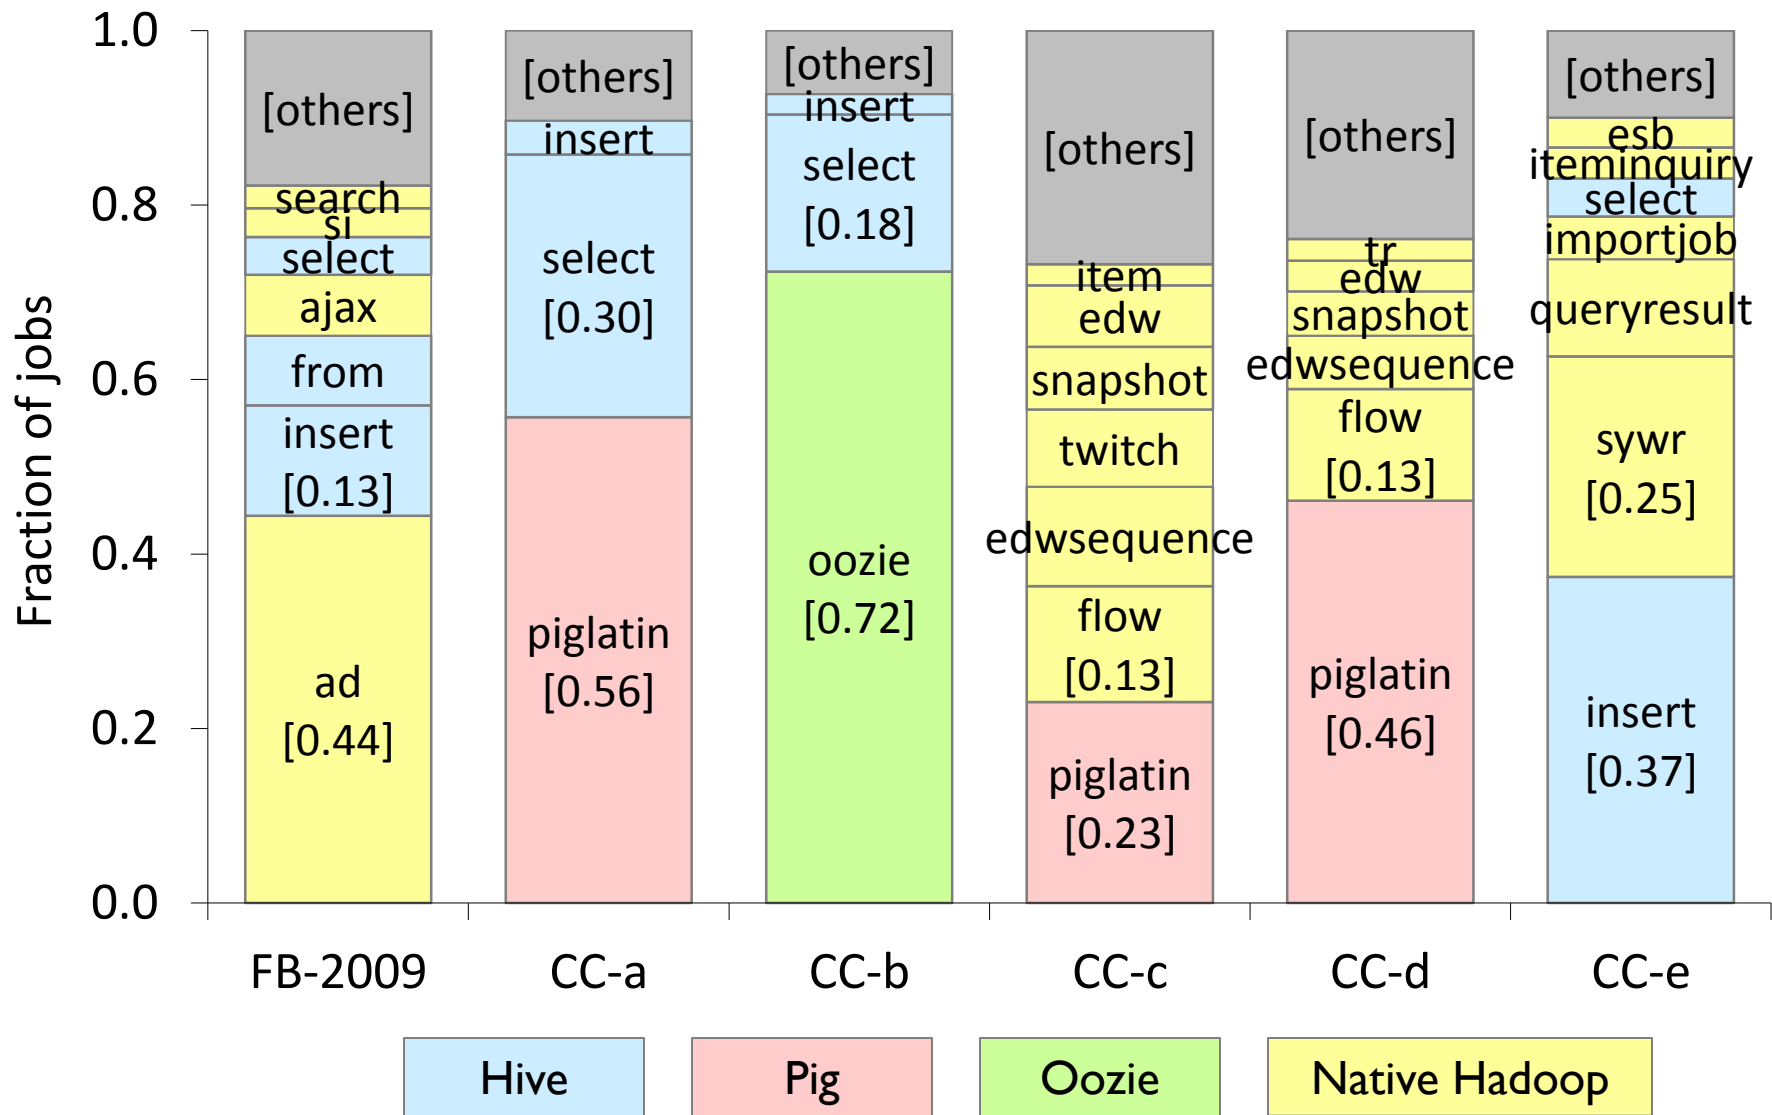 Fraction of jobs
1.0
0.8
0.6
0.4
0.2
0.0
[others]
search
si
select
ajax
from
insert
[0.13]
ad
[0.44]
FB-2009
[others]
insert
select
[0.30]
piglatin
[0.56]
CC-a
[others]
insert
select
[0.18]
oozie
[0.72]
CC-b
[others]
item
edw
snapshot
twitch
edwsequence
flow
[0.13]
piglatin
[0.23]
CC-c
[others]
tr
edw
snapshot
edwsequence
flow
[0.13]
piglatin
[0.46]
CC-d
[others]
esb
iteminquiry
select
importjob
queryresult
sywr
[0.25]
insert
[0.37]
CC-e
Hive
Pig
Oozie
Native Hadoop